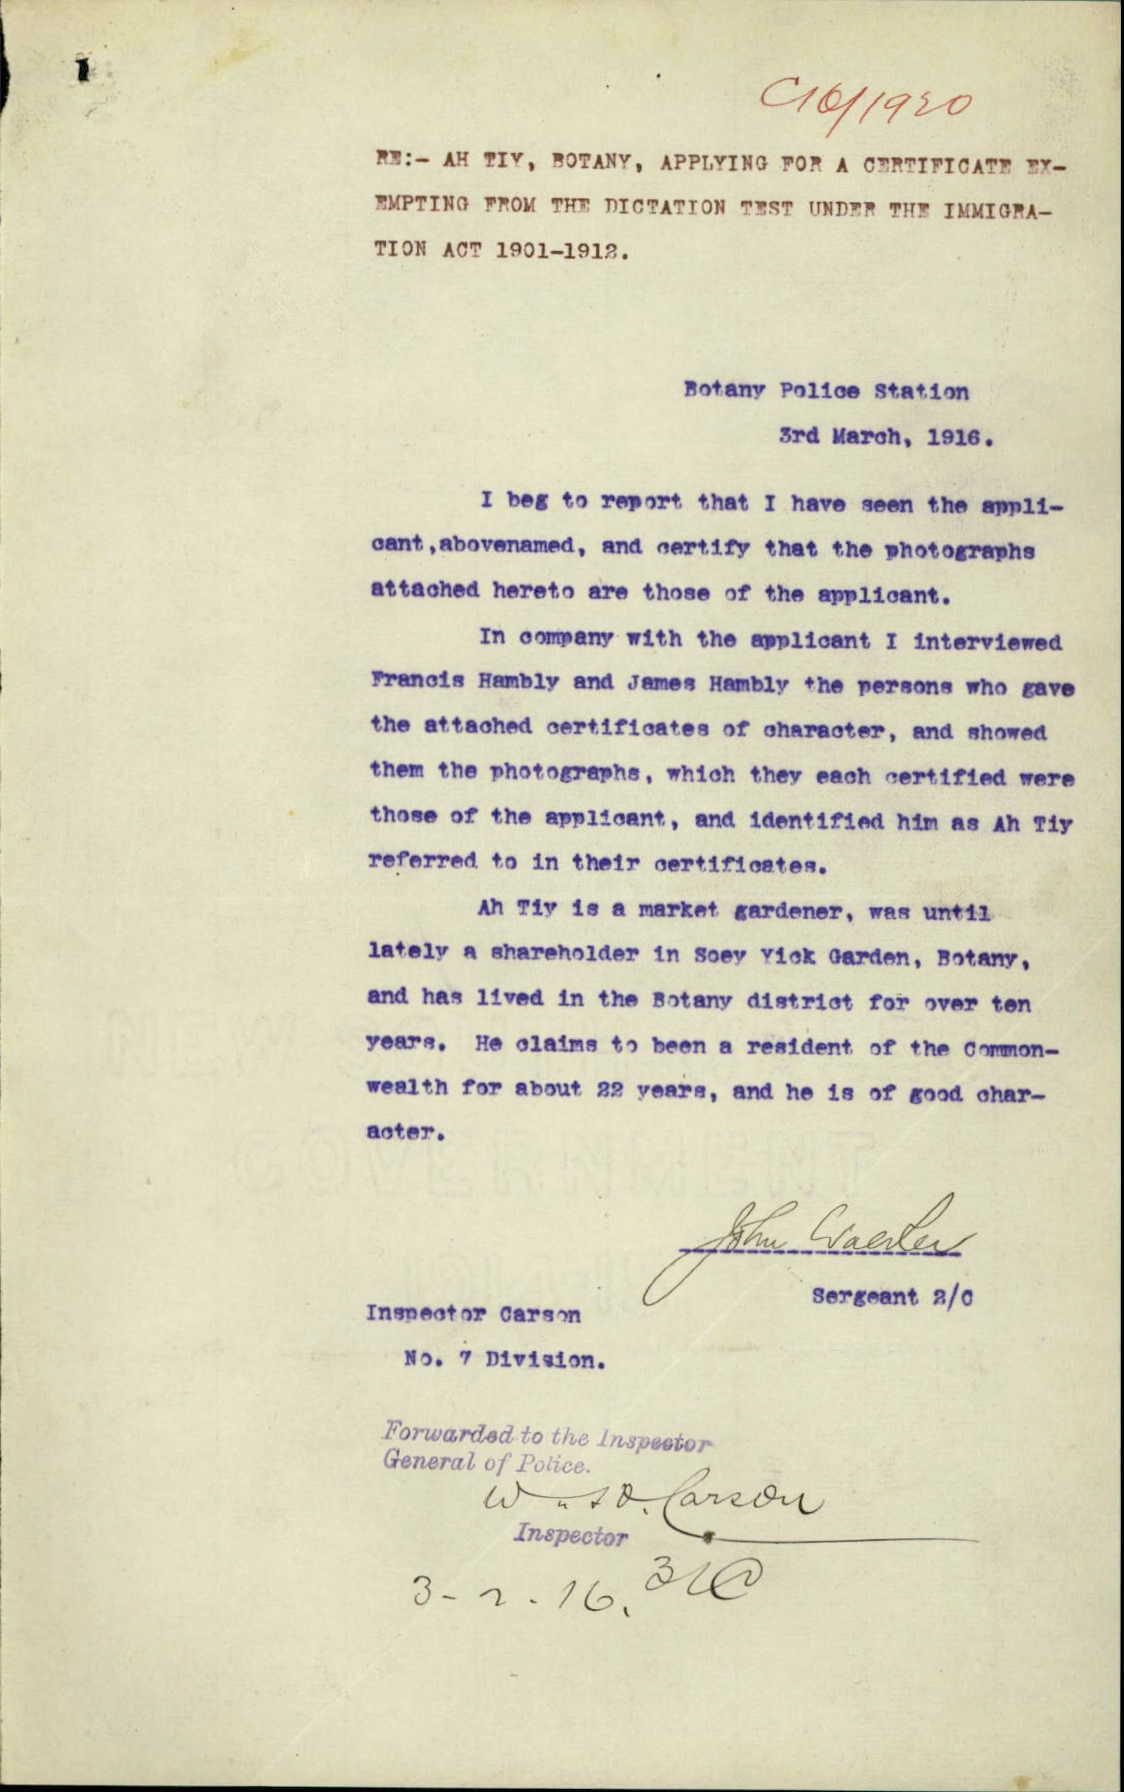 C16/1920
RE:- AH TIY, BOTANY, APPLYING FOR A CERTIFICATE EX-
EMPTING FROM THE DICTATION TEST UNDER THE IMMIGRA-
TION ACT 1901-1912.
Botany Police Station
3rd March, 1916.
I beg to report that I have seen the appli-
cant,abovenamed, and certify that the photographs
attached hereto are those of the applicant.
In company with the applicant I interviewed
Francis Hambly and James Hambly the persons who gave
the attached certificates of character, and showed
them the photographs, which they each certified were
those of the applicant, and identified him as Ah Tiy
referred to in their certificates.
Ah Tiy is a market gardener, was until
lately a shareholder in Soey Yick Garden, Botany,
and has lived in the Botany district for over ten
years. He claims to been a resident of the Common-
wealth for about 22 years, and he is of good char-
acter.
John
Sergeant 2/C
Inspector Carson
No. 7 Division.
Forwarded to the Inspector
General of Police.
Carson
Inspector
3-2.16.
GOVERNMENT